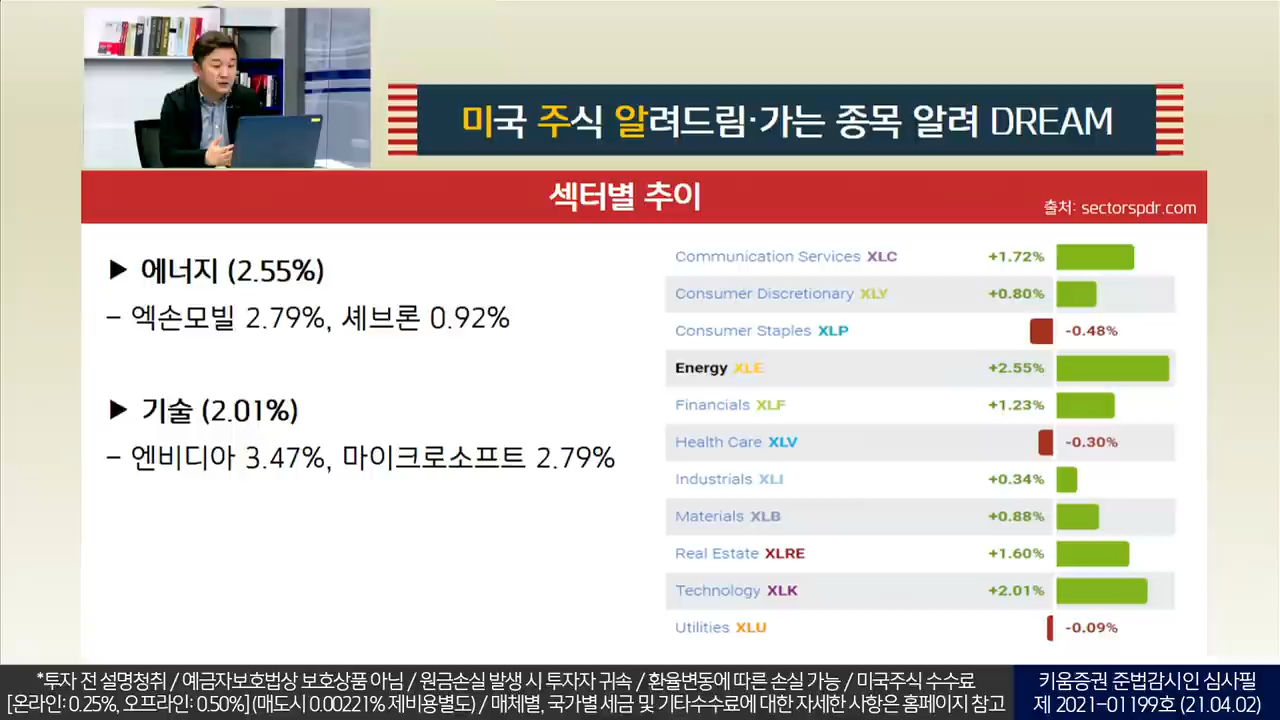 미국 주식 알려드림·가는 종목 알려 DREAM
섹터별 추이
출처: sectorspdr.com
▶ 에너지 (2.55%)
- 엑손모빌 2.79%, 셰브론 0.92%
▶ 기술 (2.01%)
- 엔비디아 3.47%, 마이크로소프트 2.79%
Communication Services XLC +1.72%
Consumer Discretionary XLY +0.80%
Consumer Staples XLP -0.48%
Energy XLE +2.55%
Financials XLF +1.23%
Health Care XLV -0.30%
Industrials XLI +0.34%
Materials XLB +0.88%
Real Estate XLRE +1.60%
Technology XLK +2.01%
Utilities XLU -0.09%
*투자 전 설명청취 / 예금자보호법상 보호상품 아님 / 원금손실 발생 시 투자자 귀속 / 환율변동에 따른 손실 가능 / 미국주식 수수료
[온라인: 0.25%, 오프라인: 0.50%] (매도시 0.00221% 제비용별도) / 매체별, 국가별 세금 및 기타수수료에 대한 자세한 사항은 홈페이지 참고
키움증권 준법감시인 심사필
제 2021-01199호 (21.04.02)